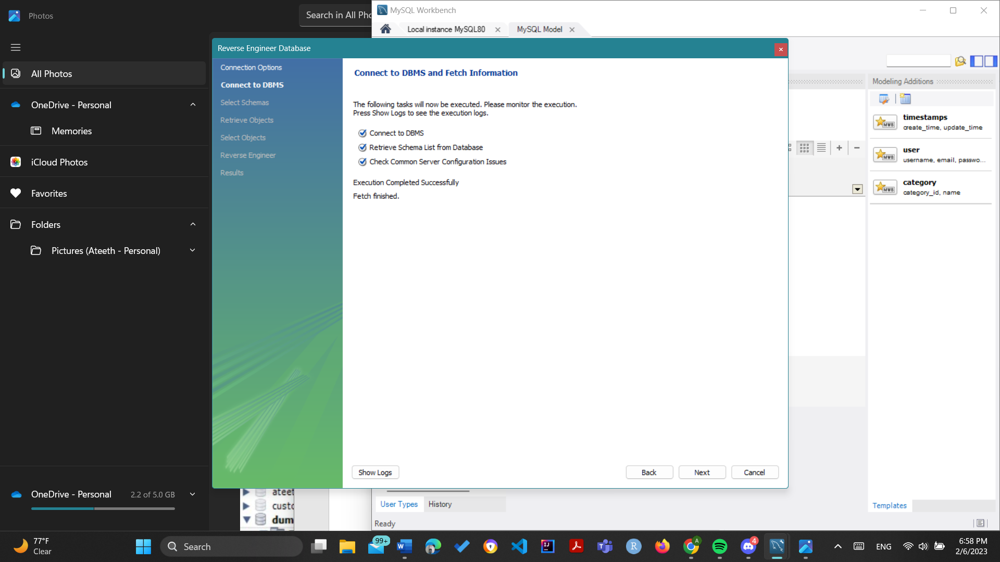 Photos
Search in All Pho
All Photos
OneDrive - Personal
Memories
iCloud Photos
Favorites
Folders
Pictures (Ateeth - Personal)
OneDrive - Personal
2.2 of 5.0 GB
MySQL Workbench
Local instance MySQL80
MySQL Model
Reverse Engineer Database
Connection Options
Connect to DBMS
Select Schemas
Retrieve Objects
Select Objects
Reverse Engineer
Results
Connect to DBMS and Fetch Information
The following tasks will now be executed. Please monitor the execution.
Press Show Logs to see the execution logs.
Connect to DBMS
Retrieve Schema List from Database
Check Common Server Configuration Issues
Execution Completed Successfully
Fetch finished.
Show Logs
Back
Next
Cancel
Modeling Additions
MWB
timestamps
create_time, update_time
MWB
user
username, email, passwo...
MWB
category
category_id, name
Templates
ateet
custo
dum
User Types
History
Ready
77°F
Clear
Search
99+
W
IJ
T
R
A
4
ENG
6:58 PM
2/6/2023